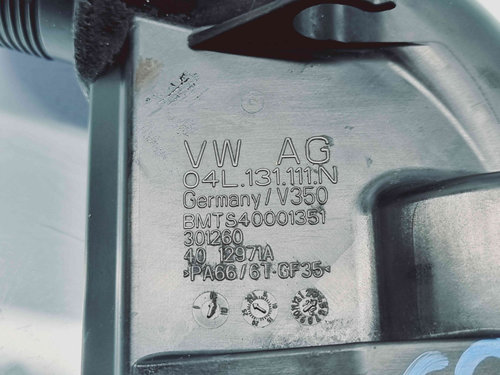 VW AG
04L.131.111.N
Germany/V350
BMTS40001351
301260
40 12971A
>PA66/6T-GF35<